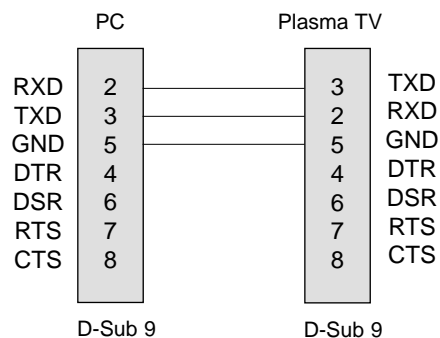 PC Plasma TV
RXD 2 3 TXD
TXD 3 2 RXD
GND 5 5 GND
DTR 4 4 DTR
DSR 6 6 DSR
RTS 7 7 RTS
CTS 8 8 CTS
D-Sub 9 D-Sub 9